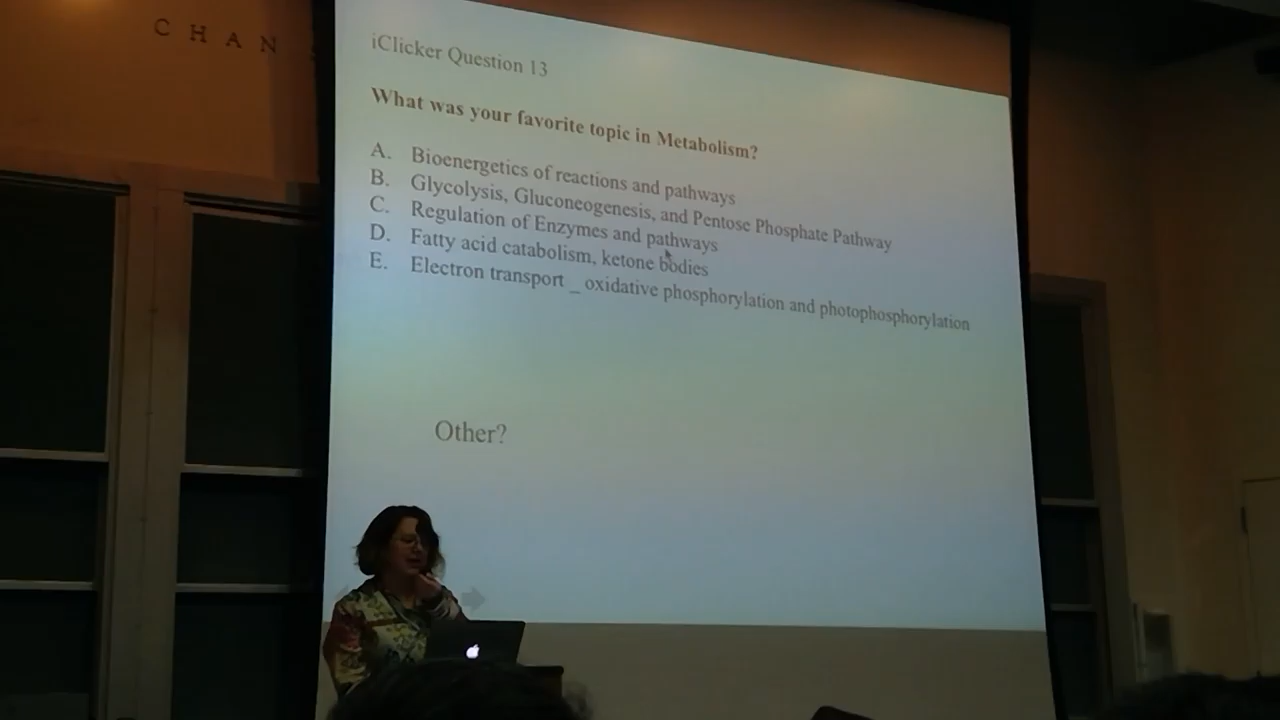 CHAN
iClicker Question 13
What was your favorite topic in Metabolism?
A. Bioenergetics of reactions and pathways
B. Glycolysis, Gluconeogenesis, and Pentose Phosphate Pathway
C. Regulation of Enzymes and pathways
D. Fatty acid catabolism, ketone bodies
E. Electron transport _ oxidative phosphorylation and photophosphorylation
Other?